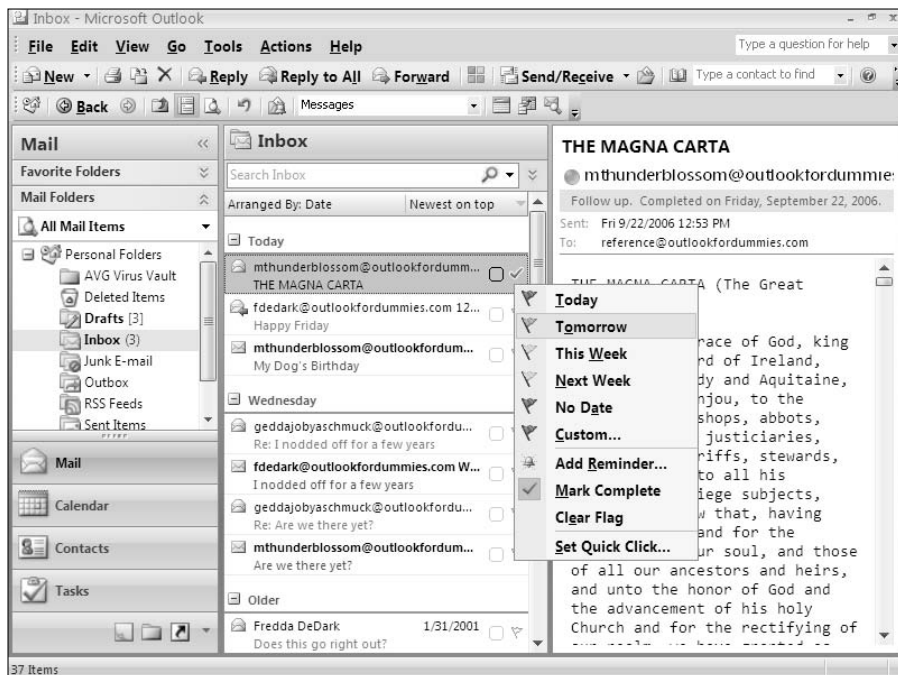 Inbox - Microsoft Outlook
File Edit View Go Tools Actions Help
Type a question for help
New Reply Reply to All Forward Send/Receive Type a contact to find
Back Messages
Mail
Favorite Folders
Mail Folders
All Mail Items
Personal Folders
AVG Virus Vault
Deleted Items
Drafts [3]
Inbox (3)
Junk E-mail
Outbox
RSS Feeds
Sent Items
Mail
Calendar
Contacts
Tasks
37 Items
Inbox
Search Inbox
Arranged By: Date Newest on top
Today
mthunderblossom@outlookfordumm...
THE MAGNA CARTA
fdedark@outlookfordummies.com 12...
Happy Friday
mthunderblossom@outlookfordum...
My Dog's Birthday
Wednesday
geddajobyaschmuck@outlookfordum...
Re: I nodded off for a few years
fdedark@outlookfordummies.com W...
I nodded off for a few years
geddajobyaschmuck@outlookfordum...
Re: Are we there yet?
mthunderblossom@outlookfordum...
Are we there yet?
Older
Fredda DeDark 1/31/2001
Does this go right out?
Today
Tomorrow
This Week
Next Week
No Date
Custom...
Add Reminder...
Mark Complete
Clear Flag
Set Quick Click...
THE MAGNA CARTA
mthunderblossom@outlookfordummies
Follow up. Completed on Friday, September 22, 2006.
Sent: Fri 9/22/2006 12:53 PM
To: reference@outlookfordummies.com
THE MAGNA CARTA (The Great
race of God, king
rd of Ireland,
dy and Aquitaine,
njou, to the
shops, abbots,
justiciaries,
riffs, stewards,
to all his
iege subjects,
w that, having
and for the
ur soul, and those
of all our ancestors and heirs,
and unto the honor of God and
the advancement of his holy
Church and for the rectifying of